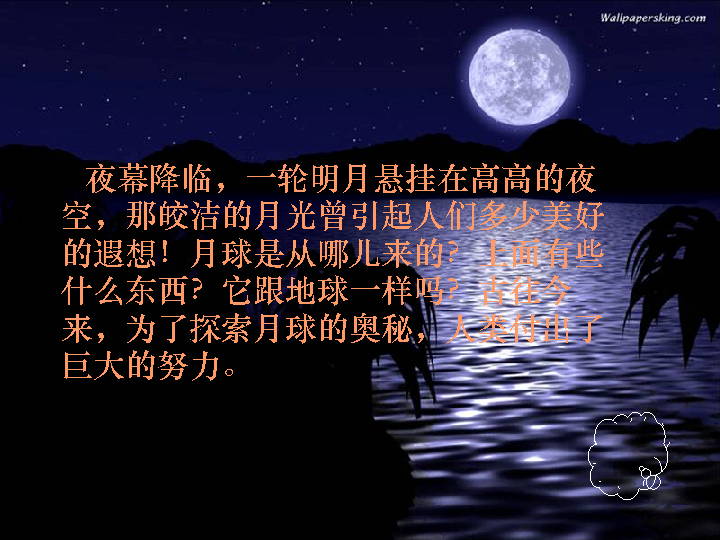 Wallpapersking.com
夜幕降临，一轮明月悬挂在高高的夜
空，那皎洁的月光曾引起人们多少美好
的遐想！月球是从哪儿来的？上面有些
什么东西？它跟地球一样吗？古往今
来，为了探索月球的奥秘，人类付出了
巨大的努力。